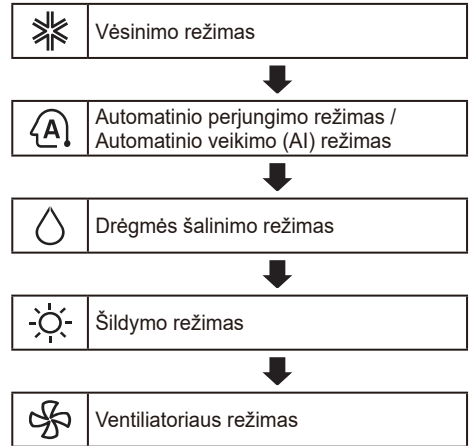 Vėsinimo režimas
A
Automatinio perjungimo režimas /
Automatinio veikimo (AI) režimas
Drėgmės šalinimo režimas
Šildymo režimas
Ventiliatoriaus režimas